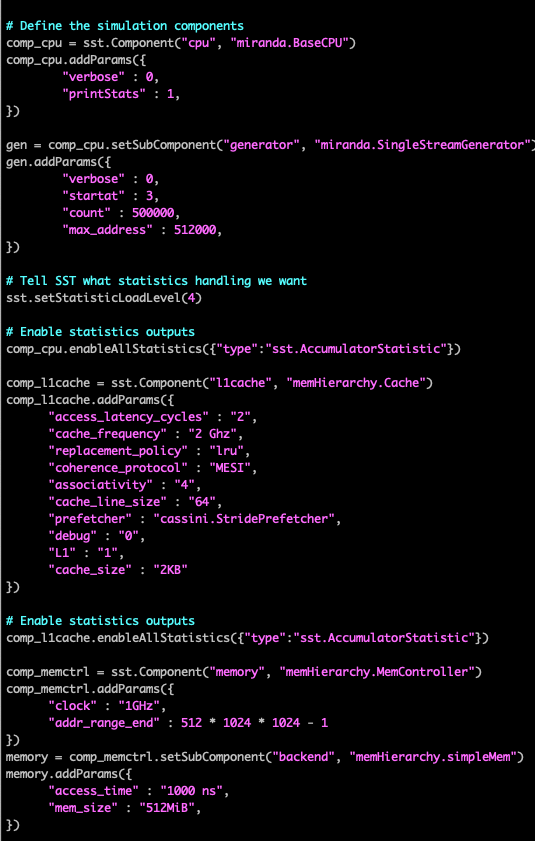 # Define the simulation components
comp_cpu = sst.Component("cpu", "miranda.BaseCPU")
comp_cpu.addParams({
        "verbose" : 0,
        "printStats" : 1,
})

gen = comp_cpu.setSubComponent("generator", "miranda.SingleStreamGenerator")
gen.addParams({
        "verbose" : 0,
        "startat" : 3,
        "count" : 500000,
        "max_address" : 512000,
})

# Tell SST what statistics handling we want
sst.setStatisticLoadLevel(4)

# Enable statistics outputs
comp_cpu.enableAllStatistics({"type":"sst.AccumulatorStatistic"})

comp_l1cache = sst.Component("l1cache", "memHierarchy.Cache")
comp_l1cache.addParams({
      "access_latency_cycles" : "2",
      "cache_frequency" : "2 Ghz",
      "replacement_policy" : "lru",
      "coherence_protocol" : "MESI",
      "associativity" : "4",
      "cache_line_size" : "64",
      "prefetcher" : "cassini.StridePrefetcher",
      "debug" : "0",
      "L1" : "1",
      "cache_size" : "2KB"
})

# Enable statistics outputs
comp_l1cache.enableAllStatistics({"type":"sst.AccumulatorStatistic"})

comp_memctrl = sst.Component("memory", "memHierarchy.MemController")
comp_memctrl.addParams({
      "clock" : "1GHz",
      "addr_range_end" : 512 * 1024 * 1024 - 1
})
memory = comp_memctrl.setSubComponent("backend", "memHierarchy.simpleMem")
memory.addParams({
      "access_time" : "1000 ns",
      "mem_size" : "512MiB",
})